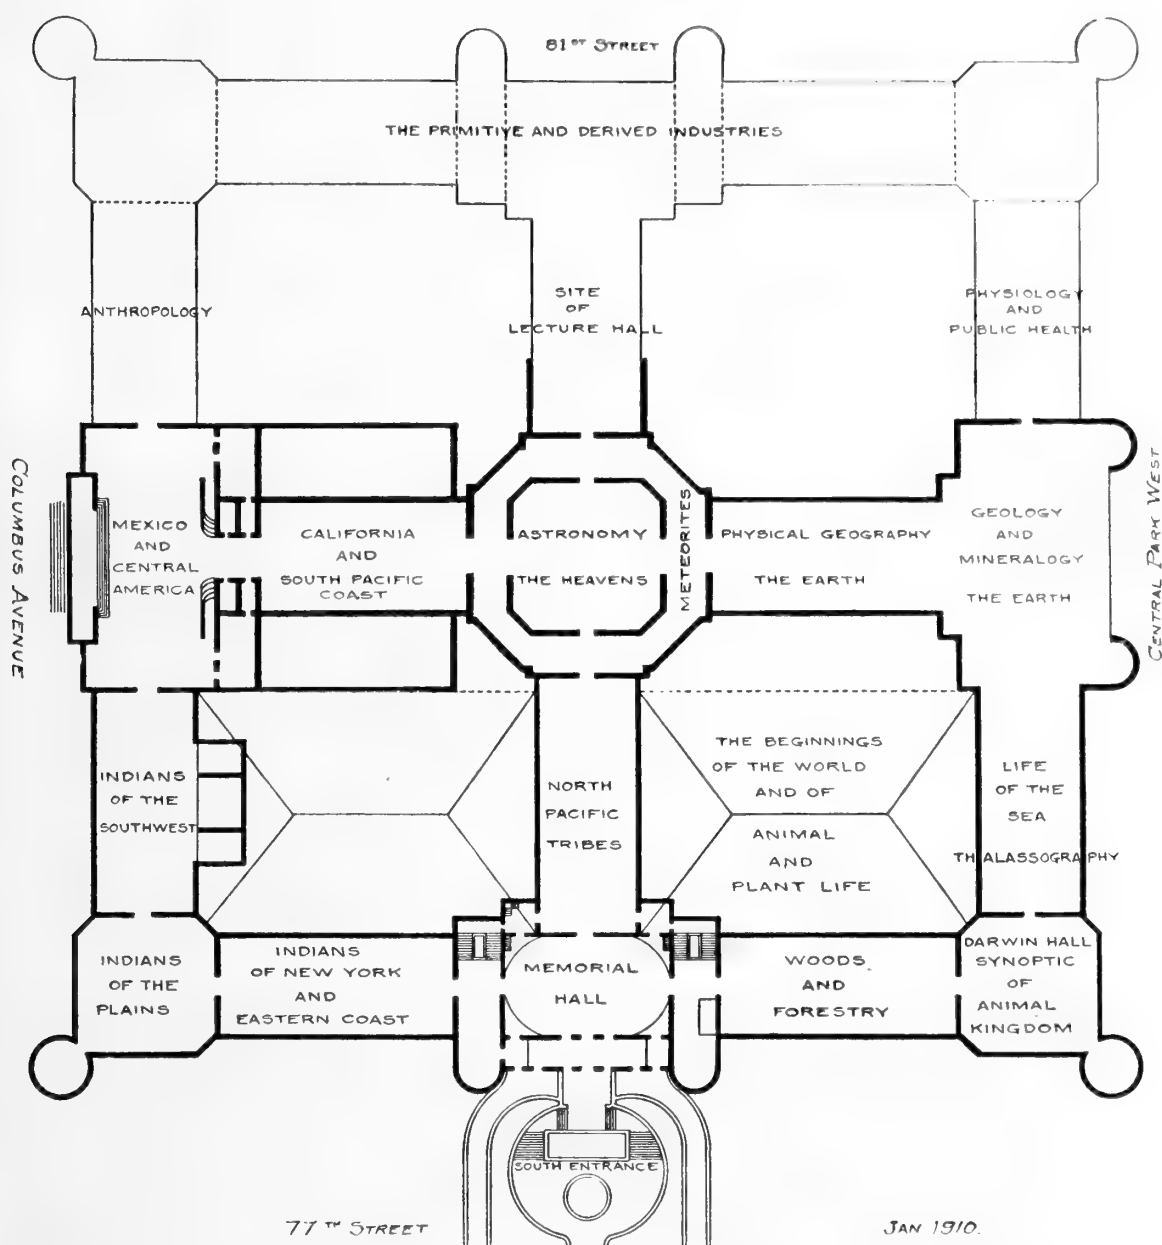 81ST STREET
THE PRIMITIVE AND DERIVED INDUSTRIES
ANTHROPOLOGY
SITE
OF
LECTURE HALL
PHYSIOLOGY
AND
PUBLIC HEALTH
COLUMBUS AVENUE
MEXICO
AND
CENTRAL
AMERICA
CALIFORNIA
AND
SOUTH PACIFIC
COAST
ASTRONOMY
THE HEAVENS
METEORITES
PHYSICAL GEOGRAPHY
THE EARTH
GEOLOGY
AND
MINERALOGY
THE EARTH
CENTRAL PARK WEST
INDIANS
OF THE
SOUTHWEST
NORTH
PACIFIC
TRIBES
THE BEGINNINGS
OF THE WORLD
AND OF
ANIMAL
AND
PLANT LIFE
LIFE
OF THE
SEA
THALASSOGRAPHY
INDIANS
OF THE
PLAINS
INDIANS
OF NEW YORK
AND
EASTERN COAST
MEMORIAL
HALL
WOODS
AND
FORESTRY
DARWIN HALL
SYNOPTIC
OF
ANIMAL
KINGDOM
SOUTH ENTRANCE
77TH STREET
JAN 1910.